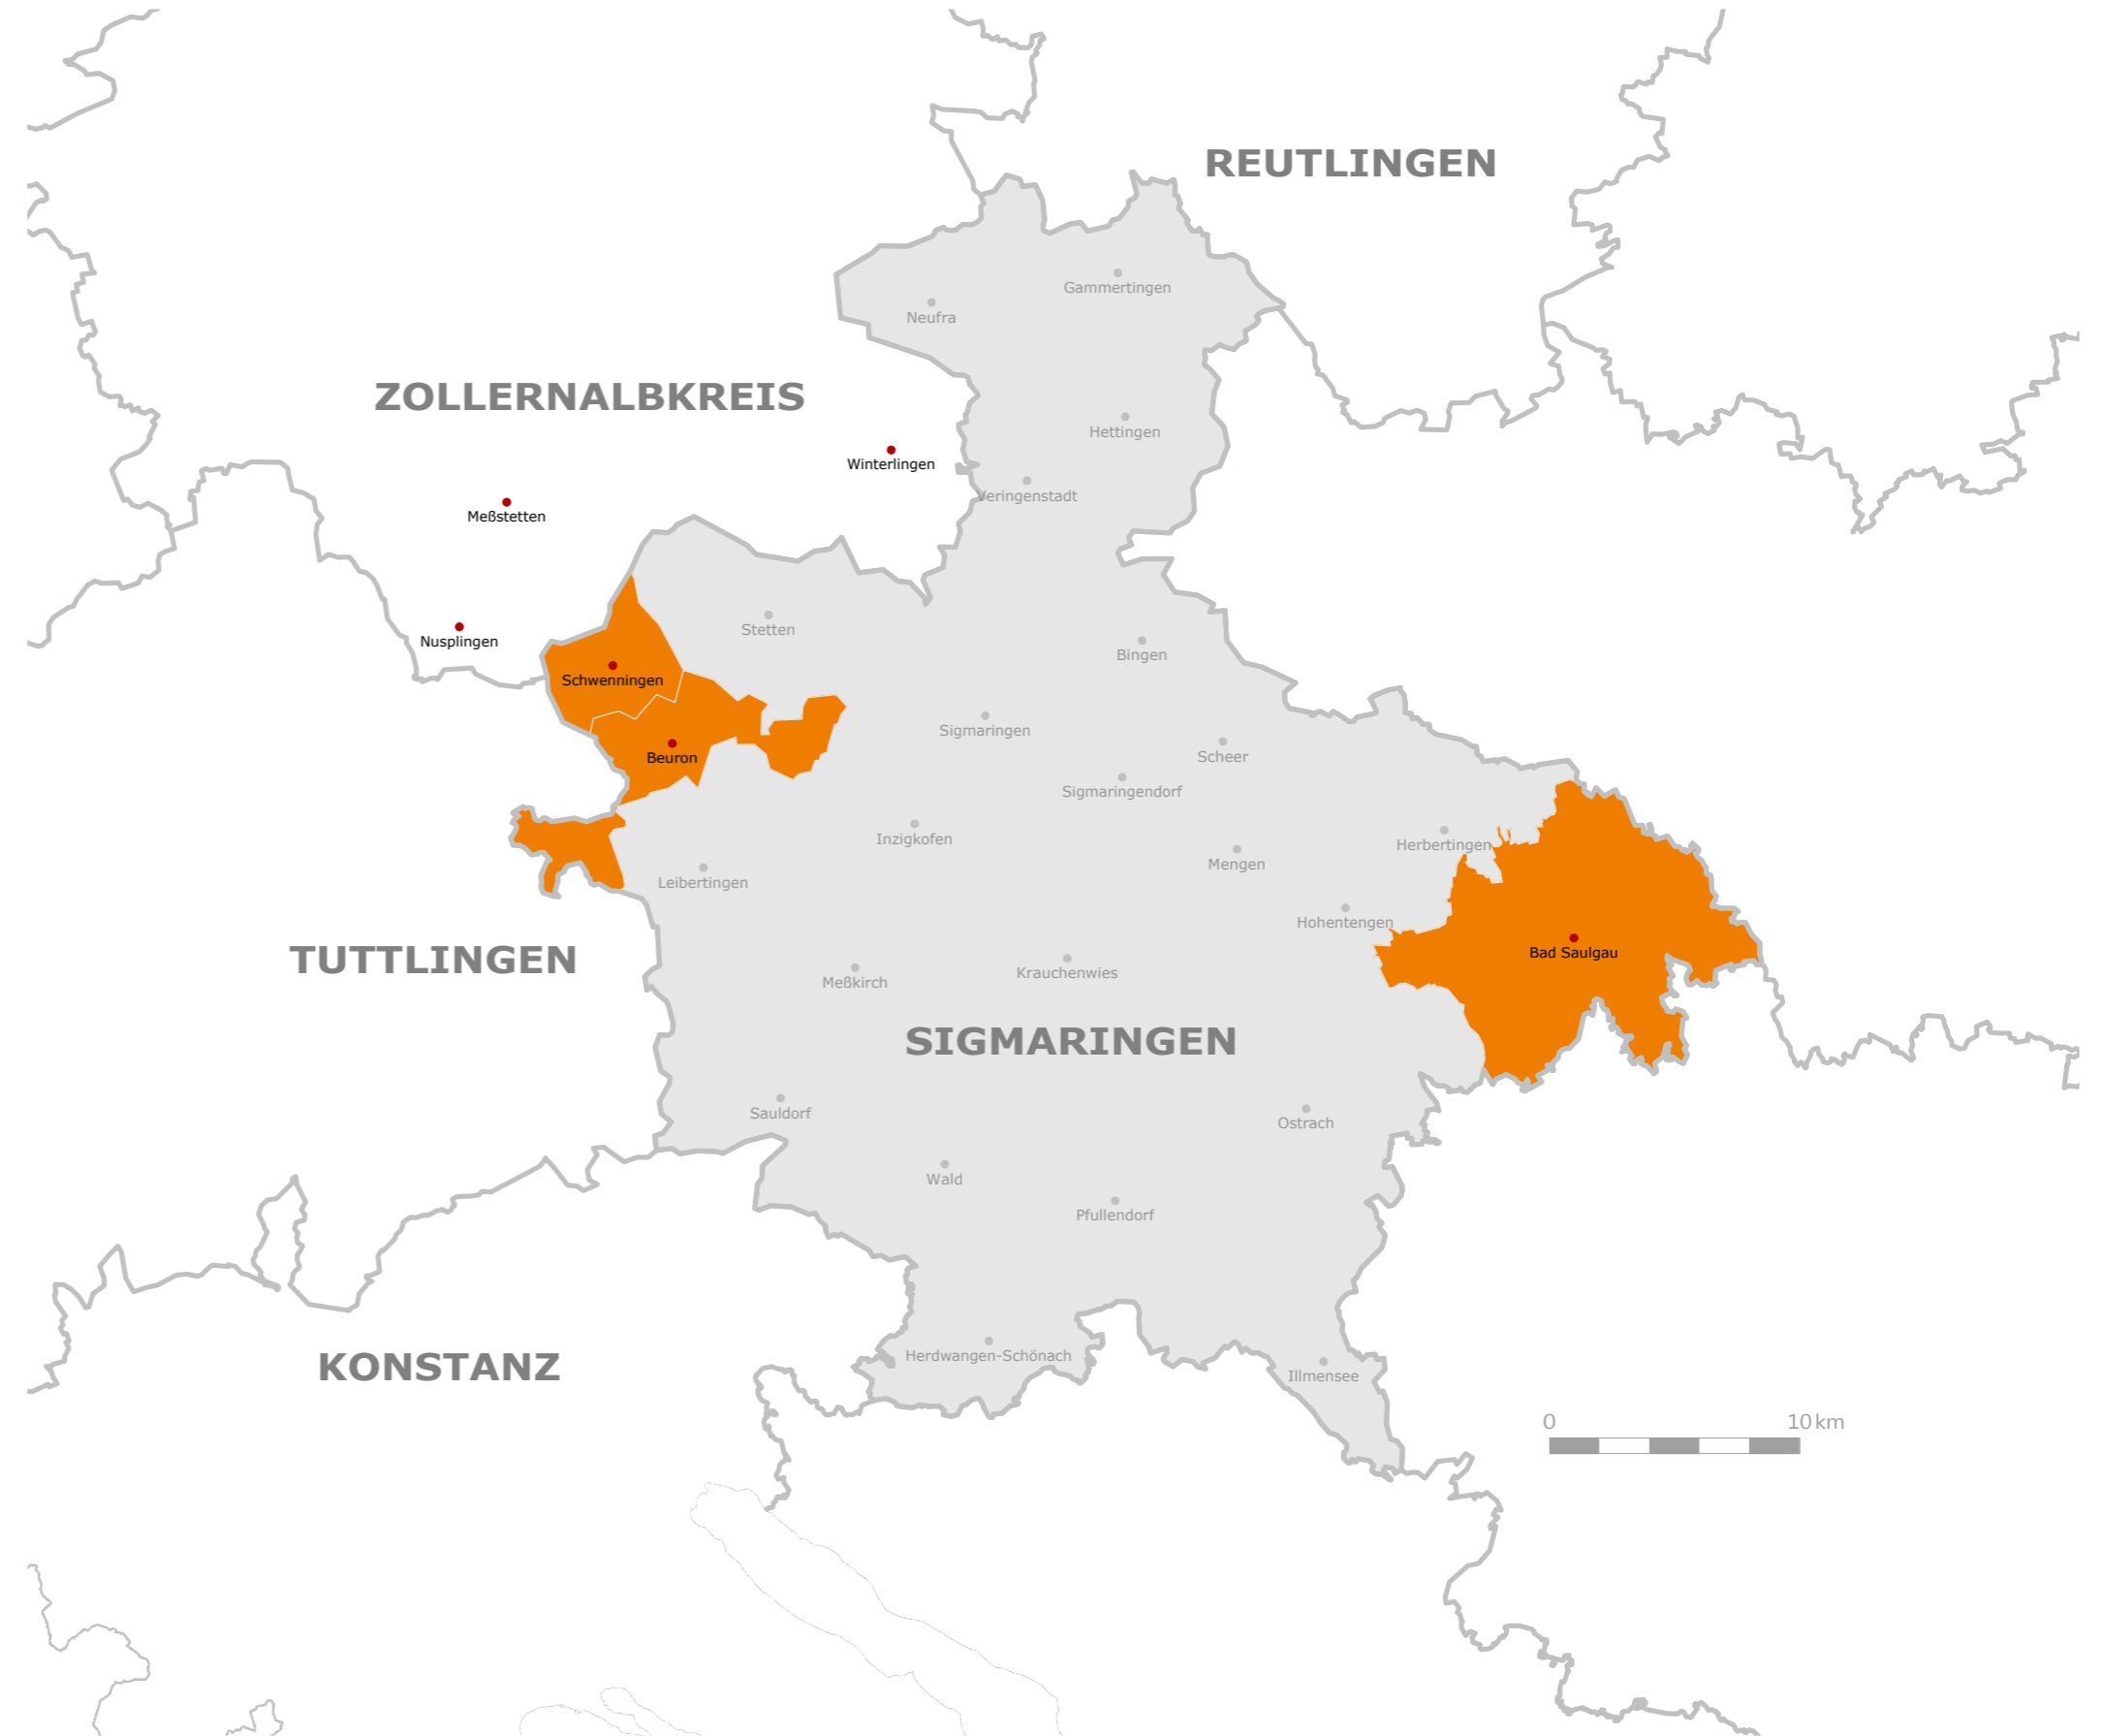 REUTLINGEN
Gammertingen
Neufra
ZOLLERNALBKREIS
Hettingen
Winterlingen
Veringenstadt
Meßstetten
Stetten
Nusplingen
Bingen
Schwenningen
Sigmaringen
Beuron
Scheer
Sigmaringendorf
Inzigkofen
Herbertingen
Mengen
Leibertingen
Hohentengen
Bad Saulgau
TUTTLINGEN
Krauchenwies
Meßkirch
SIGMARINGEN
Sauldorf
Ostrach
Wald
Pfullendorf
Herdwangen-Schönach
KONSTANZ
Illmensee
0 10 km